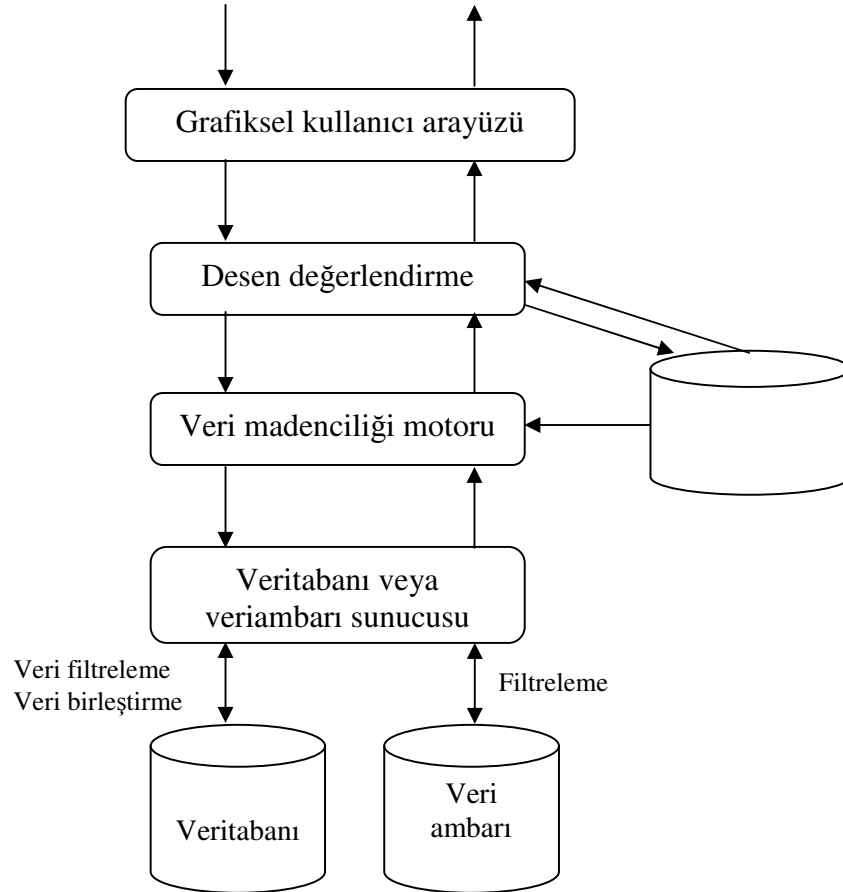 Grafiksel kullanıcı arayüzü
Desen değerlendirme
Veri madenciliği motoru
Veritabanı veya
veriambarı sunucusu
Veri filtreleme
Veri birleştirme
Filtreleme
Veritabanı
Veri
ambarı